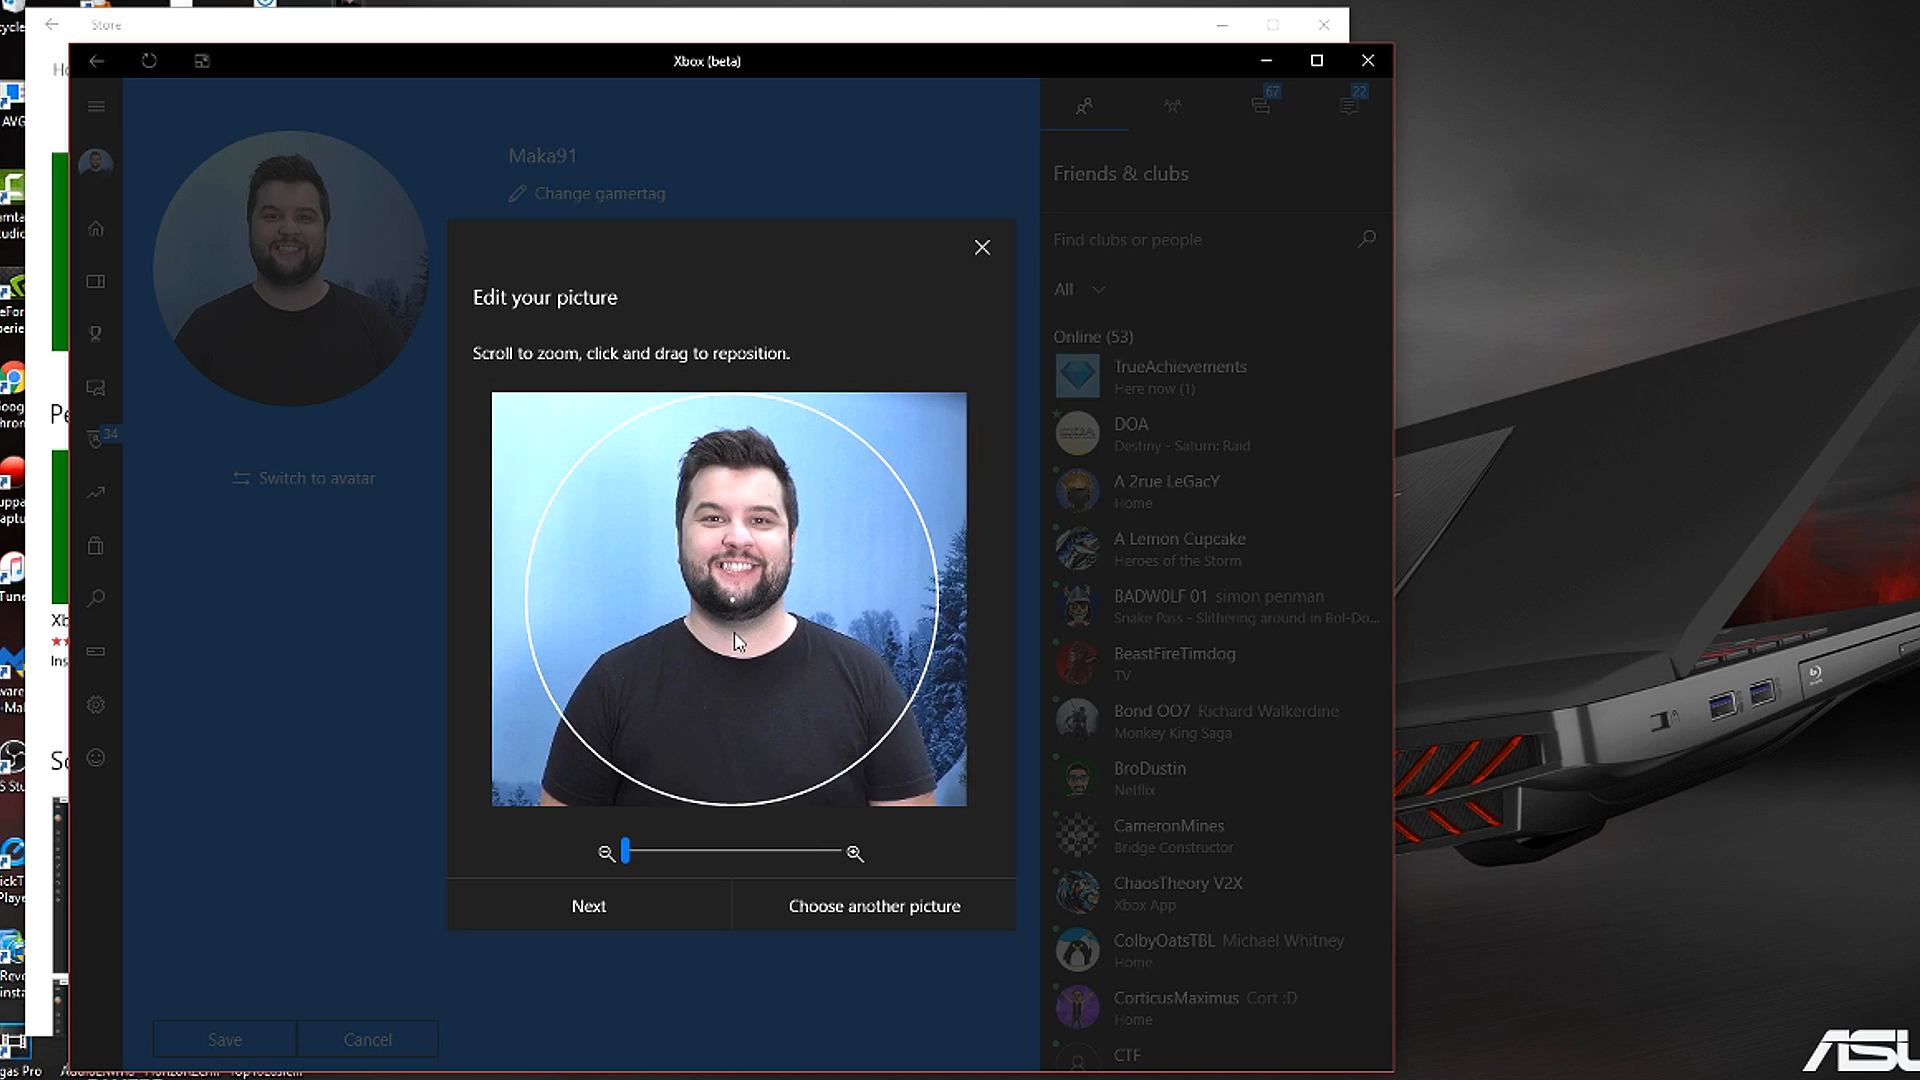 Store
Xbox (beta)
67
22
Maka91
Change gamertag
Friends & clubs
Edit your picture
Find clubs or people
All
Scroll to zoom, click and drag to reposition.
Online (53)
TrueAchievements
Here now (1)
DOA
Destiny - Saturn: Raid
34
Switch to avatar
A 2rue LeGacY
Home
A Lemon Cupcake
Heroes of the Storm
BADW0LF 01 simon penman
Snake Pass - Slithering around in Bol-Do...
BeastFireTimdog
TV
Bond OO7 Richard Walkerdine
Monkey King Saga
BroDustin
Netflix
CameronMines
Bridge Constructor
ChaosTheory V2X
Xbox App
Next
Choose another picture
ColbyOatsTBL Michael Whitney
Home
CorticusMaximus Cort :D
Home
Save
Cancel
CTF
AVG
gas Pro